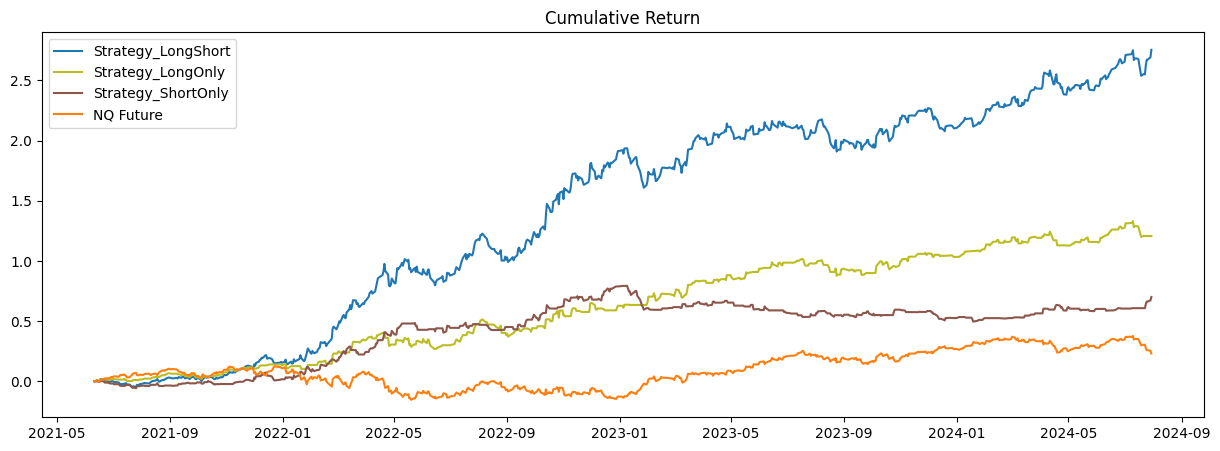 Cumulative Return
Strategy_LongShort
Strategy_LongOnly
Strategy_ShortOnly
NQ Future
2.5
2.0
1.5
1.0
0.5
0.0
2021-05 2021-09 2022-01 2022-05 2022-09 2023-01 2023-05 2023-09 2024-01 2024-05 2024-09